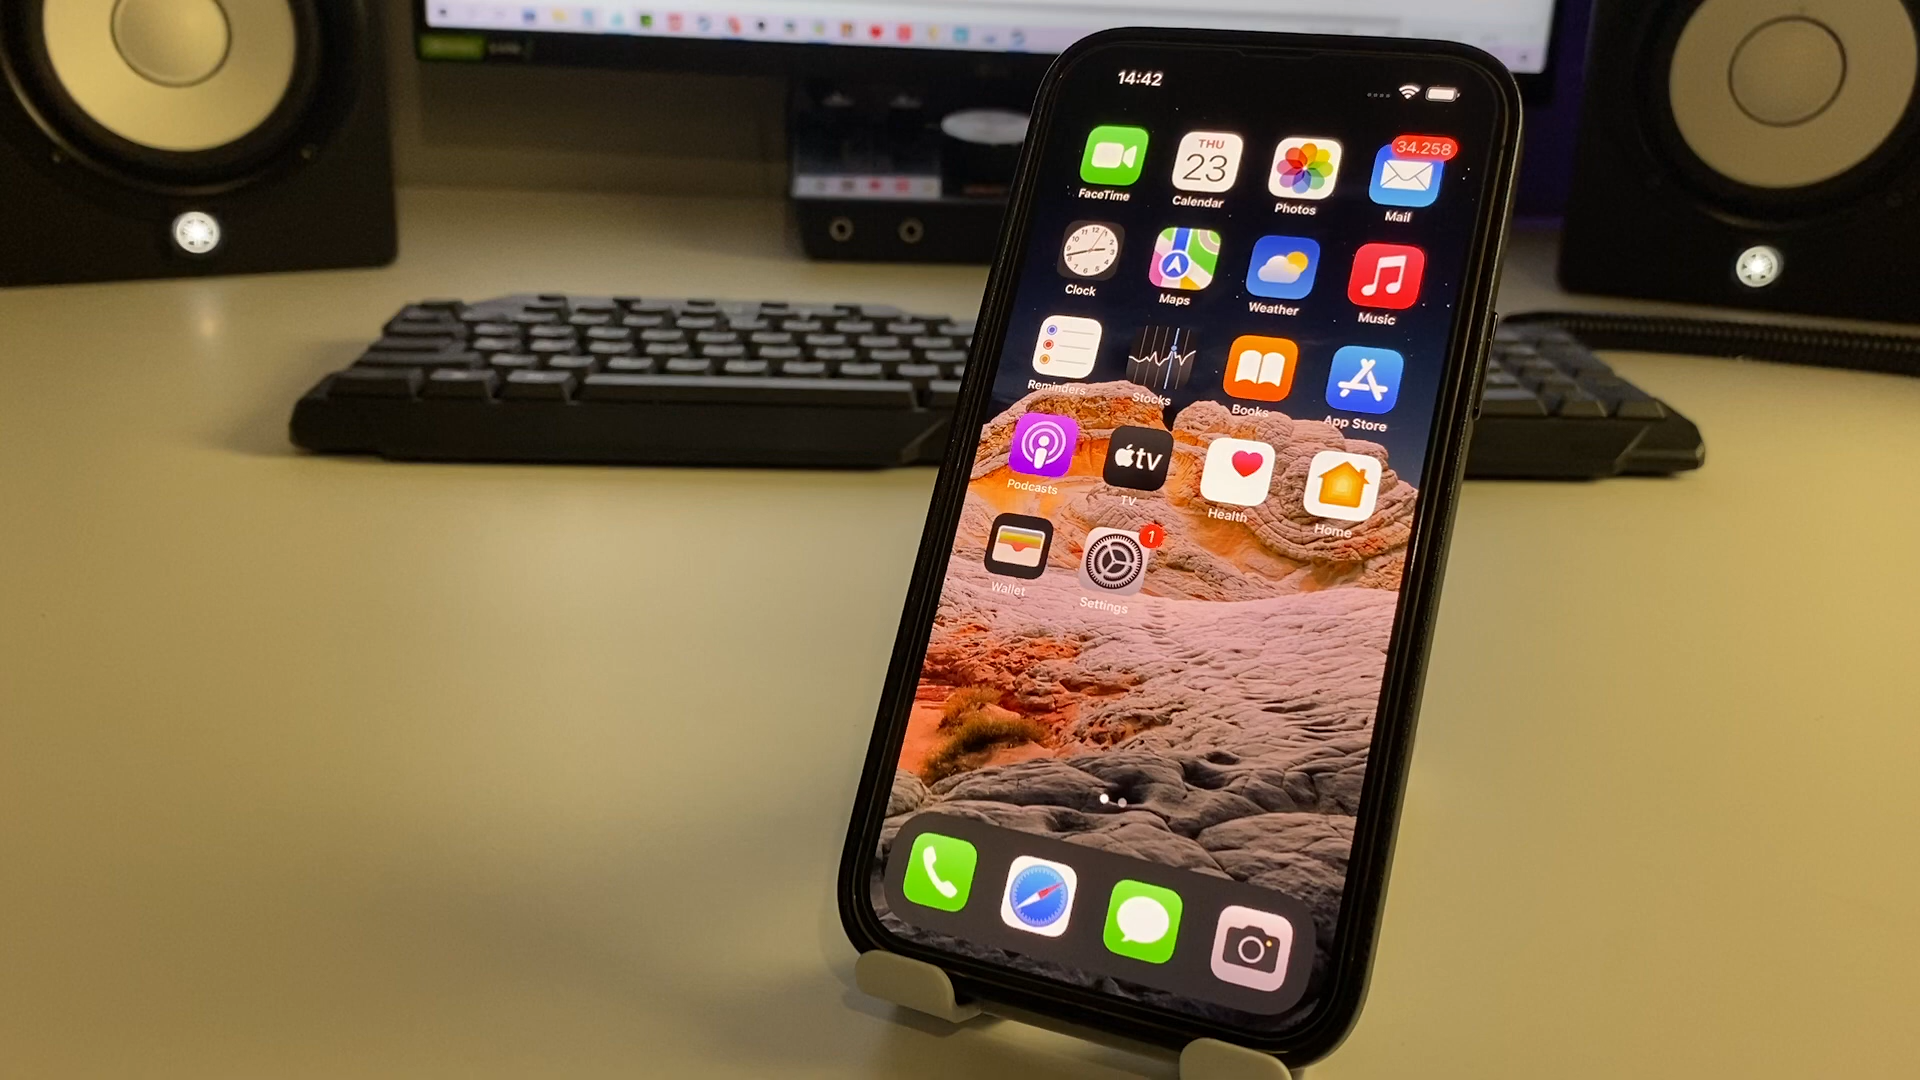 14:42
THU
23
34.258
FaceTime
Calendar
Photos
Mail
Clock
Maps
Weather
Music
Reminders
Stocks
Books
App Store
tv
Podcasts
TV
Health
Home
1
Wallet
Settings